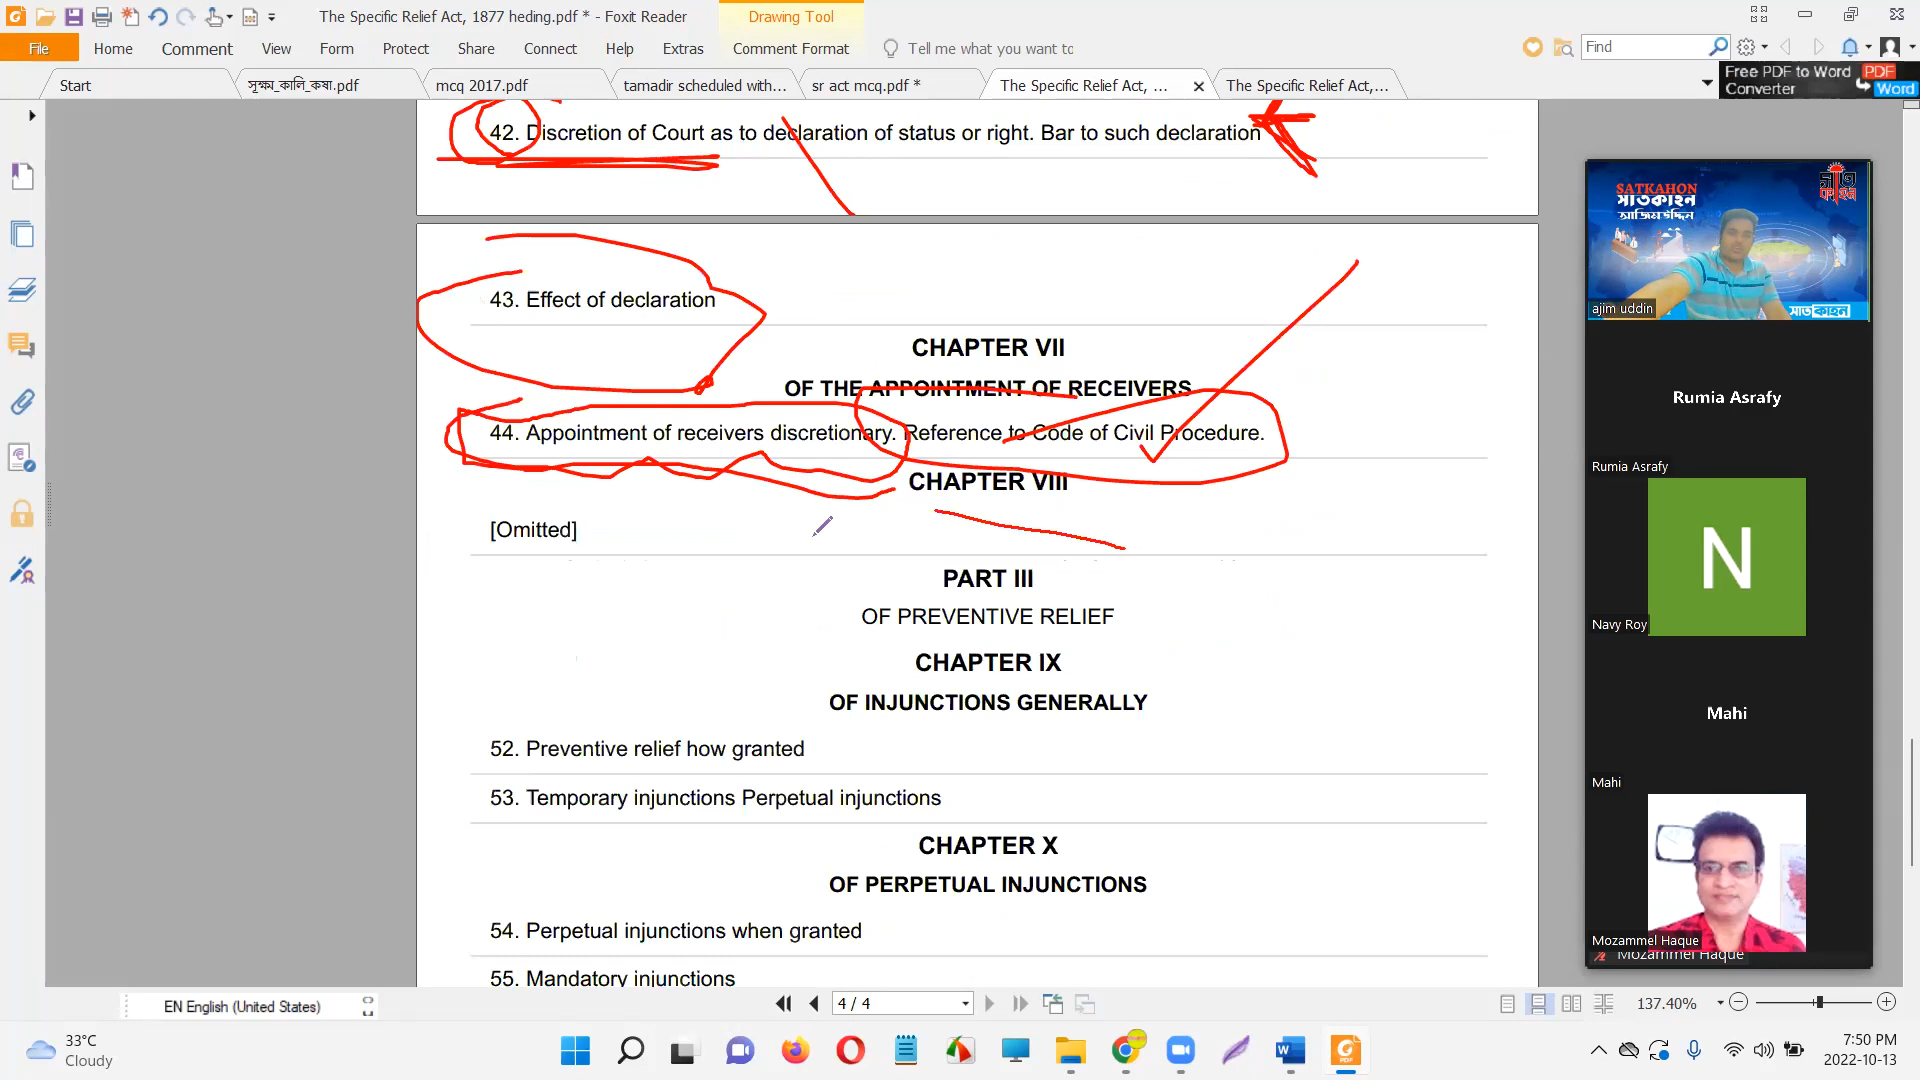 The Specific Relief Act, 1877 heding.pdf * - Foxit Reader
Drawing Tool
File
Home
Comment
View
Form
Protect
Share
Connect
Help
Extras
Comment Format
Tell me what you want to
Find
Start
সূক্ষ্ম_কালি_কষা.pdf
mcq 2017.pdf
tamadir scheduled with...
sr act mcq.pdf *
The Specific Relief Act, ...
The Specific Relief Act,...
Free PDF to Word
Converter
PDF
Word
42. Discretion of Court as to declaration of status or right. Bar to such declaration
43. Effect of declaration
CHAPTER VII
OF THE APPOINTMENT OF RECEIVERS
44. Appointment of receivers discretionary. Reference to Code of Civil Procedure.
CHAPTER VIII
[Omitted]
PART III
OF PREVENTIVE RELIEF
CHAPTER IX
OF INJUNCTIONS GENERALLY
52. Preventive relief how granted
53. Temporary injunctions Perpetual injunctions
CHAPTER X
OF PERPETUAL INJUNCTIONS
54. Perpetual injunctions when granted
55. Mandatory injunctions
SATKAHON
সাতকাহন
আজিম উদ্দিন
সাত কাহন
ajim uddin
সাতকাহন
Rumia Asrafy
Rumia Asrafy
N
Navy Roy
Mahi
Mahi
Mozammel Haque
Mozammel Haque
EN English (United States)
4 / 4
137.40%
33°C
Cloudy
7:50 PM
2022-10-13